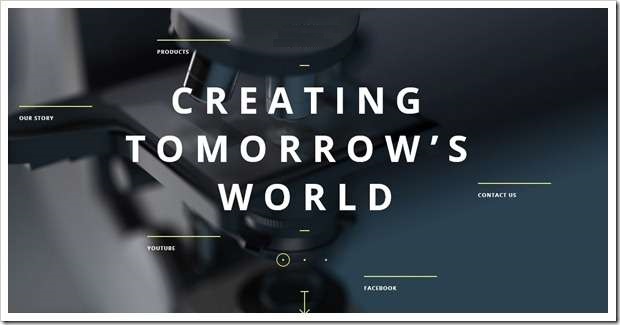 PRODUCTS
OUR STORY
CREATING
TOMORROW'S
WORLD
CONTACT US
YOUTUBE
FACEBOOK